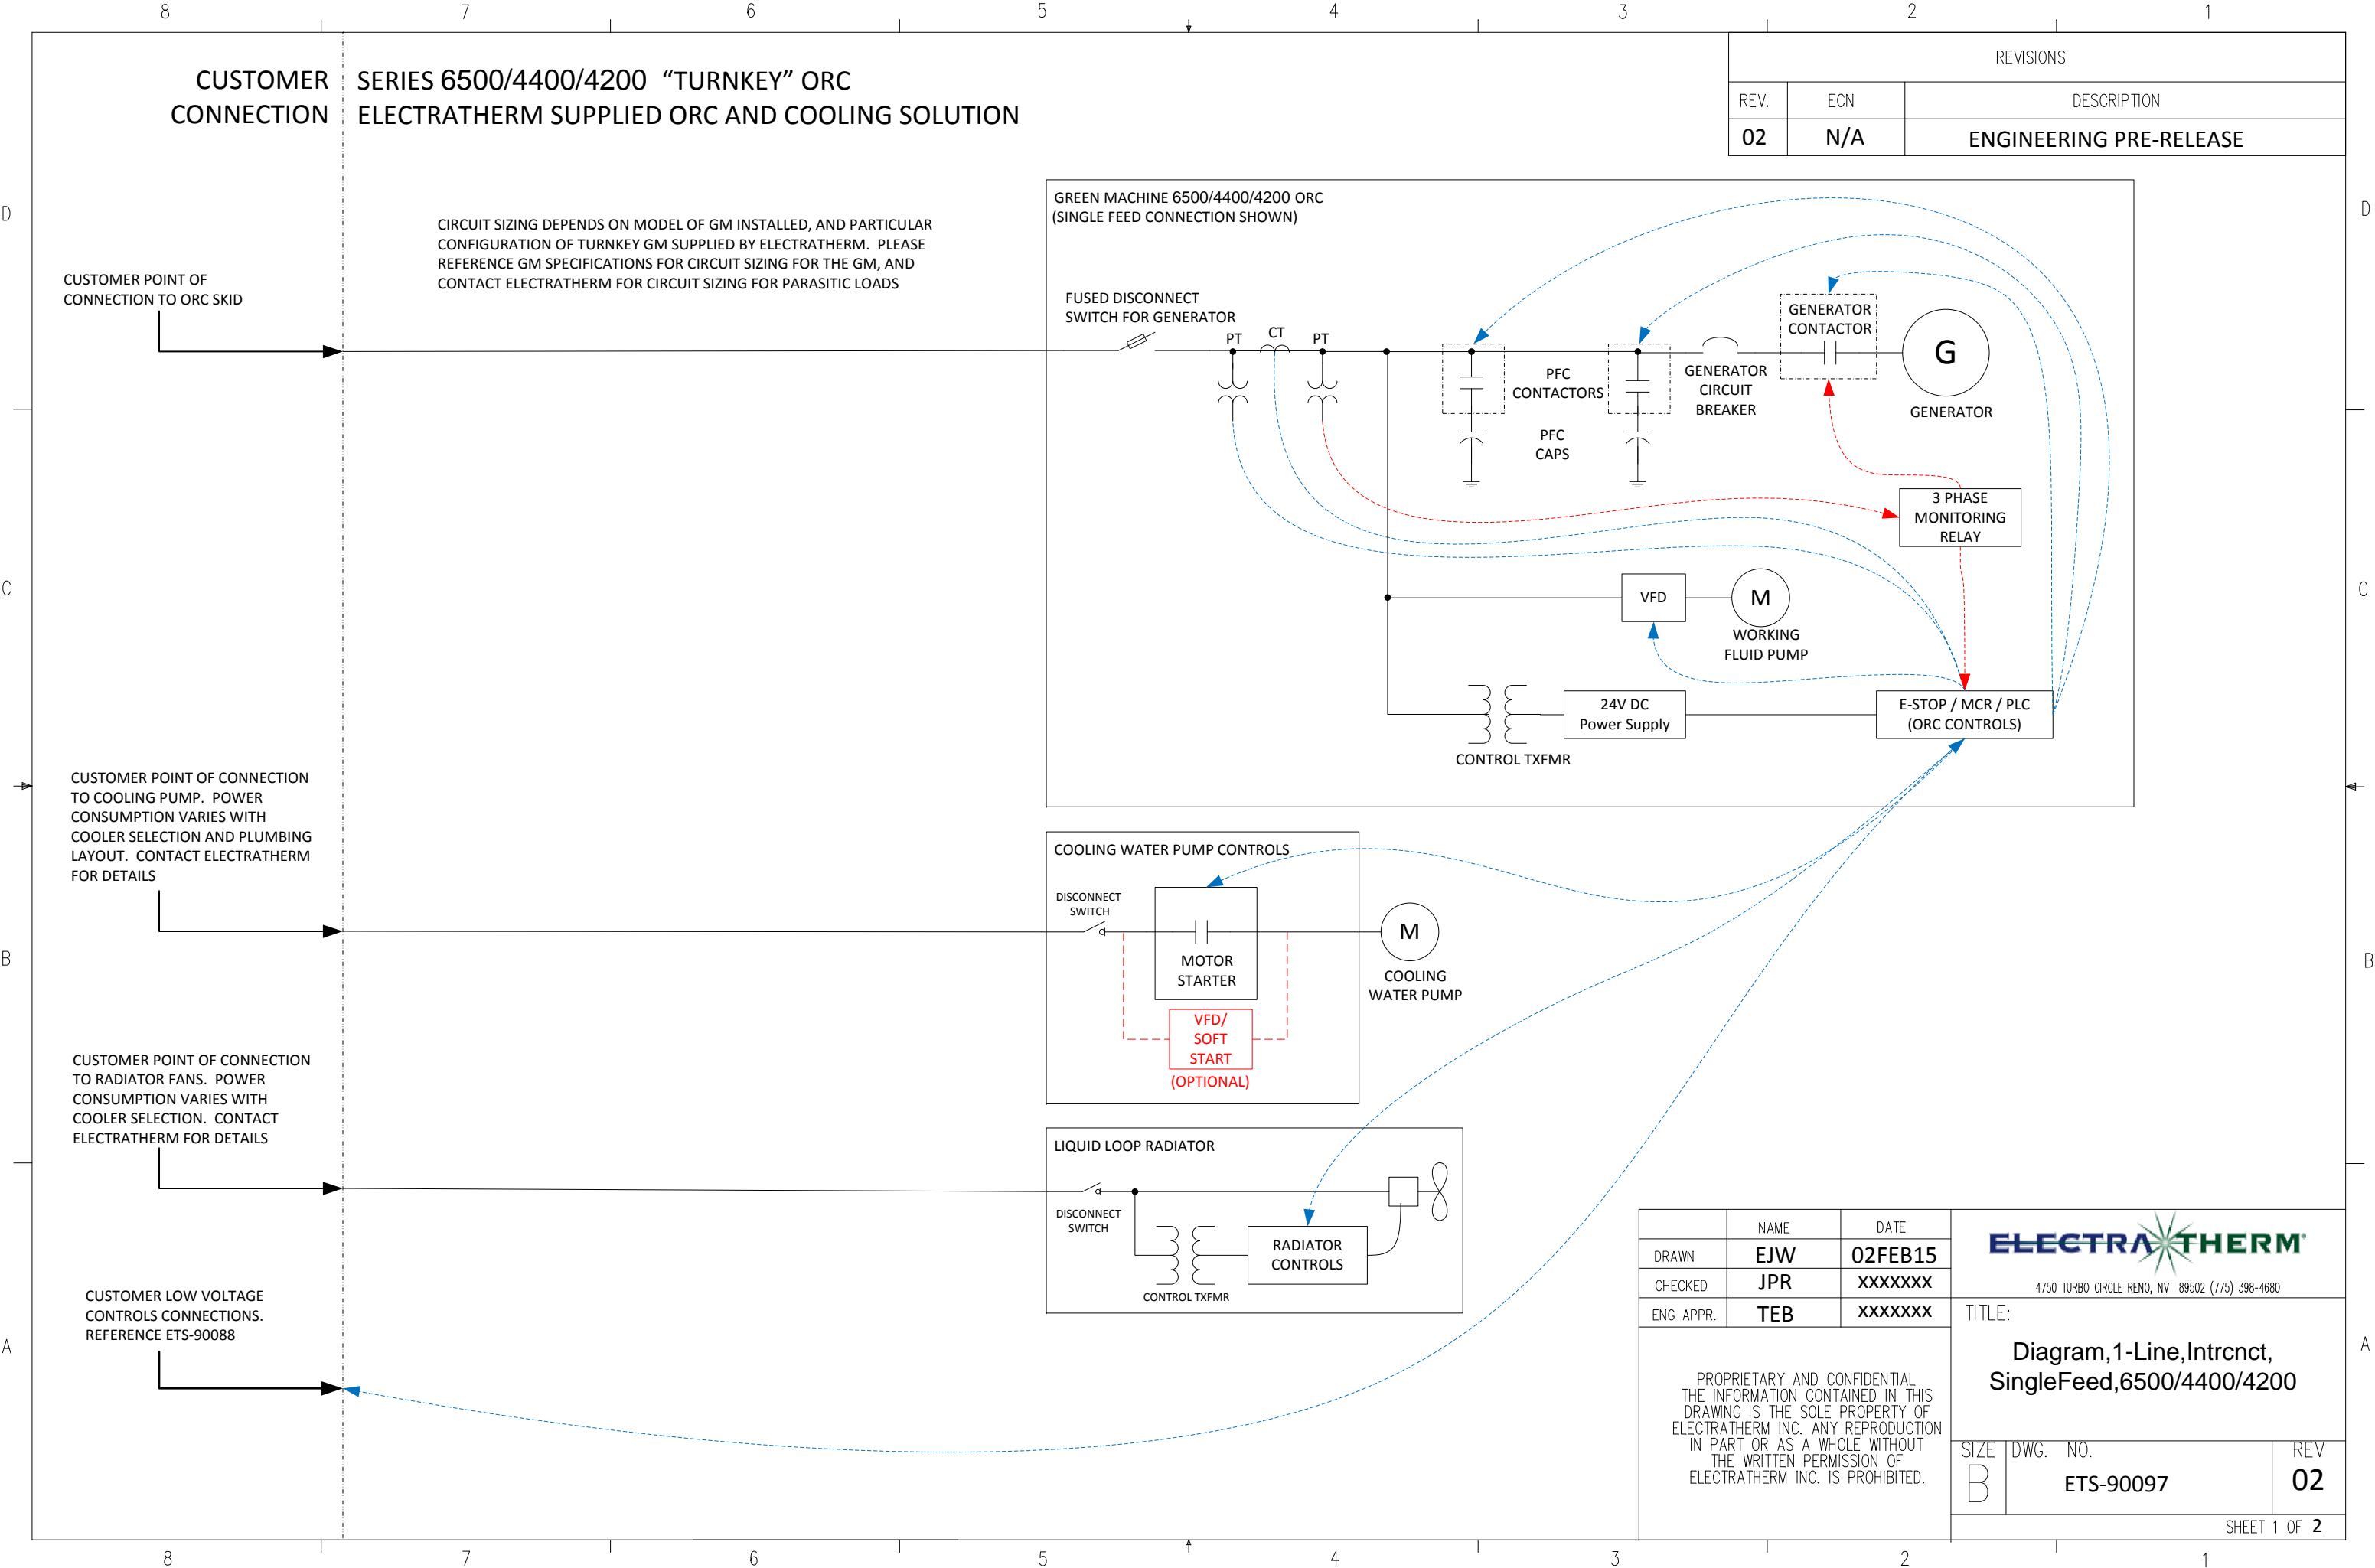 8 7 6 5 4 3 2 1
CUSTOMER
CONNECTION
SERIES 6500/4400/4200 “TURNKEY” ORC
ELECTRATHERM SUPPLIED ORC AND COOLING SOLUTION
REVISIONS
REV. ECN DESCRIPTION
02 N/A ENGINEERING PRE-RELEASE
D
D
CIRCUIT SIZING DEPENDS ON MODEL OF GM INSTALLED, AND PARTICULAR
CONFIGURATION OF TURNKEY GM SUPPLIED BY ELECTRATHERM. PLEASE
REFERENCE GM SPECIFICATIONS FOR CIRCUIT SIZING FOR THE GM, AND
CONTACT ELECTRATHERM FOR CIRCUIT SIZING FOR PARASITIC LOADS
CUSTOMER POINT OF
CONNECTION TO ORC SKID
GREEN MACHINE 6500/4400/4200 ORC
(SINGLE FEED CONNECTION SHOWN)
FUSED DISCONNECT
SWITCH FOR GENERATOR
PT
CT
PT
PFC
CONTACTORS
PFC
CAPS
GENERATOR
CIRCUIT
BREAKER
GENERATOR
CONTACTOR
G
GENERATOR
3 PHASE
MONITORING
RELAY
C
C
VFD
M
WORKING
FLUID PUMP
CONTROL TXFMR
24V DC
Power Supply
E-STOP / MCR / PLC
(ORC CONTROLS)
CUSTOMER POINT OF CONNECTION
TO COOLING PUMP. POWER
CONSUMPTION VARIES WITH
COOLER SELECTION AND PLUMBING
LAYOUT. CONTACT ELECTRATHERM
FOR DETAILS
COOLING WATER PUMP CONTROLS
DISCONNECT
SWITCH
MOTOR
STARTER
VFD/
SOFT
START
(OPTIONAL)
M
COOLING
WATER PUMP
B
B
CUSTOMER POINT OF CONNECTION
TO RADIATOR FANS. POWER
CONSUMPTION VARIES WITH
COOLER SELECTION. CONTACT
ELECTRATHERM FOR DETAILS
LIQUID LOOP RADIATOR
DISCONNECT
SWITCH
CONTROL TXFMR
RADIATOR
CONTROLS
CUSTOMER LOW VOLTAGE
CONTROLS CONNECTIONS.
REFERENCE ETS-90088
A
A
NAME DATE
DRAWN EJW 02FEB15
CHECKED JPR XXXXXXX
ENG APPR. TEB XXXXXXX
PROPRIETARY AND CONFIDENTIAL
THE INFORMATION CONTAINED IN THIS
DRAWING IS THE SOLE PROPERTY OF
ELECTRATHERM INC. ANY REPRODUCTION
IN PART OR AS A WHOLE WITHOUT
THE WRITTEN PERMISSION OF
ELECTRATHERM INC. IS PROHIBITED.
ELECTRATHERM®
4750 TURBO CIRCLE RENO, NV 89502 (775) 398-4680
TITLE:
Diagram,1-Line,Intrcnct,
SingleFeed,6500/4400/4200
SIZE DWG. NO. REV
B ETS-90097 02
SHEET 1 OF 2
8 7 6 5 4 3 2 1